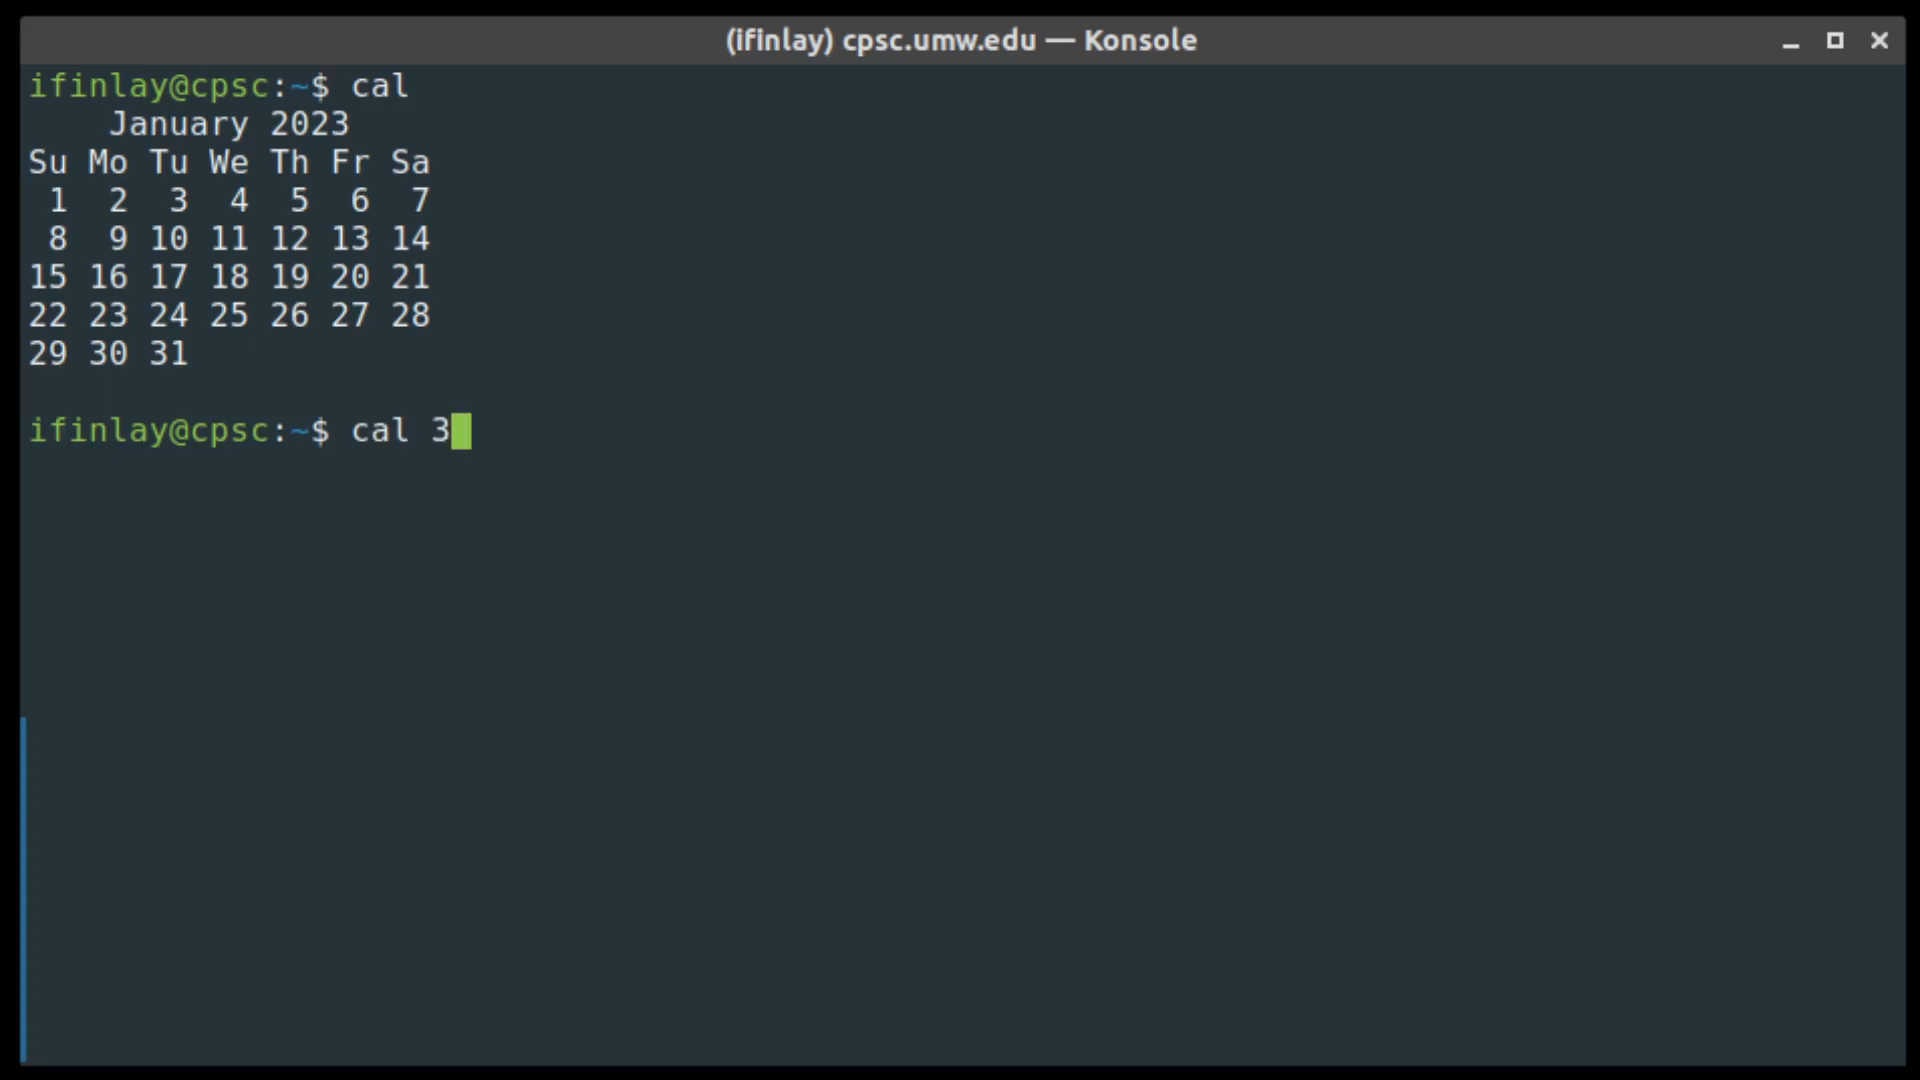 (ifinlay) cpsc.umw.edu — Konsole
ifinlay@cpsc:~$ cal
    January 2023
Su Mo Tu We Th Fr Sa
 1  2  3  4  5  6  7
 8  9 10 11 12 13 14
15 16 17 18 19 20 21
22 23 24 25 26 27 28
29 30 31
ifinlay@cpsc:~$ cal 3